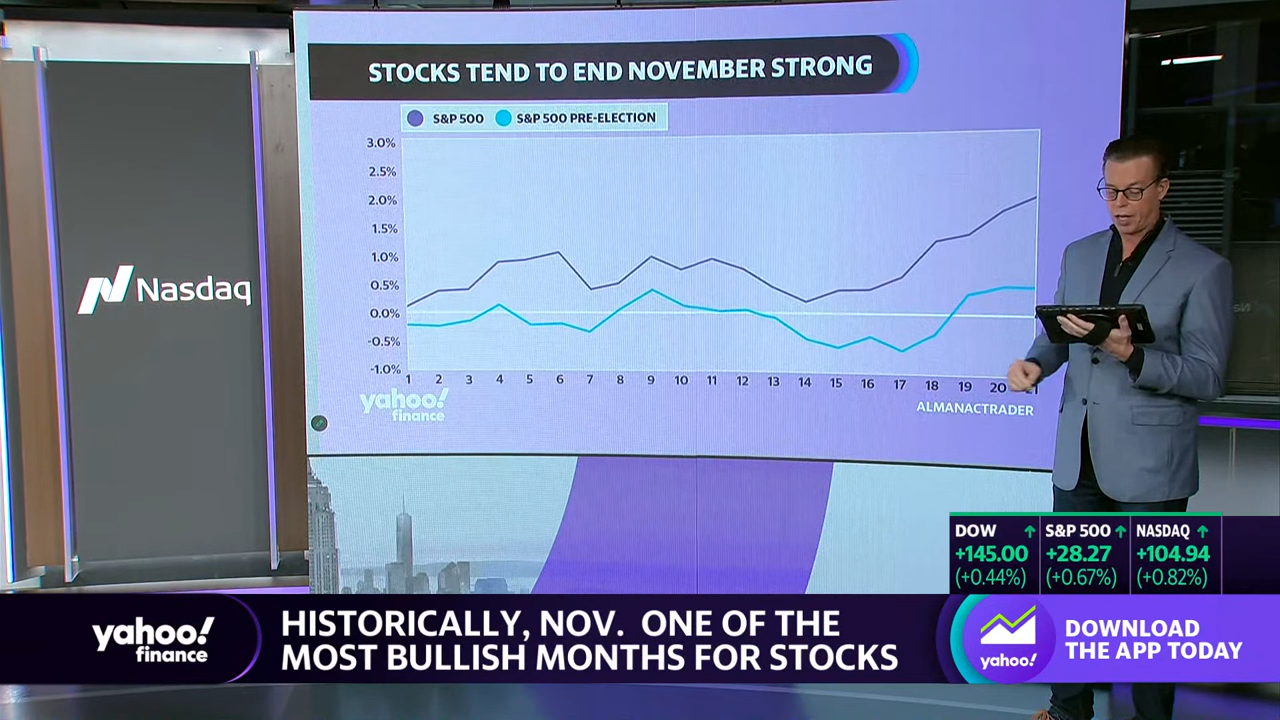 STOCKS TEND TO END NOVEMBER STRONG
S&P 500 S&P 500 PRE-ELECTION
3.0%
2.5%
2.0%
1.5%
1.0%
0.5%
0.0%
-0.5%
-1.0%
1 2 3 4 5 6 7 8 9 10 11 12 13 14 15 16 17 18 19 20
yahoo!
finance
ALMANACTRADER
Nasdaq
DOW S&P 500 NASDAQ
+145.00 +28.27 +104.94
(+0.44%) (+0.67%) (+0.82%)
yahoo!
finance
HISTORICALLY, NOV. ONE OF THE
MOST BULLISH MONTHS FOR STOCKS
yahoo!
DOWNLOAD
THE APP TODAY